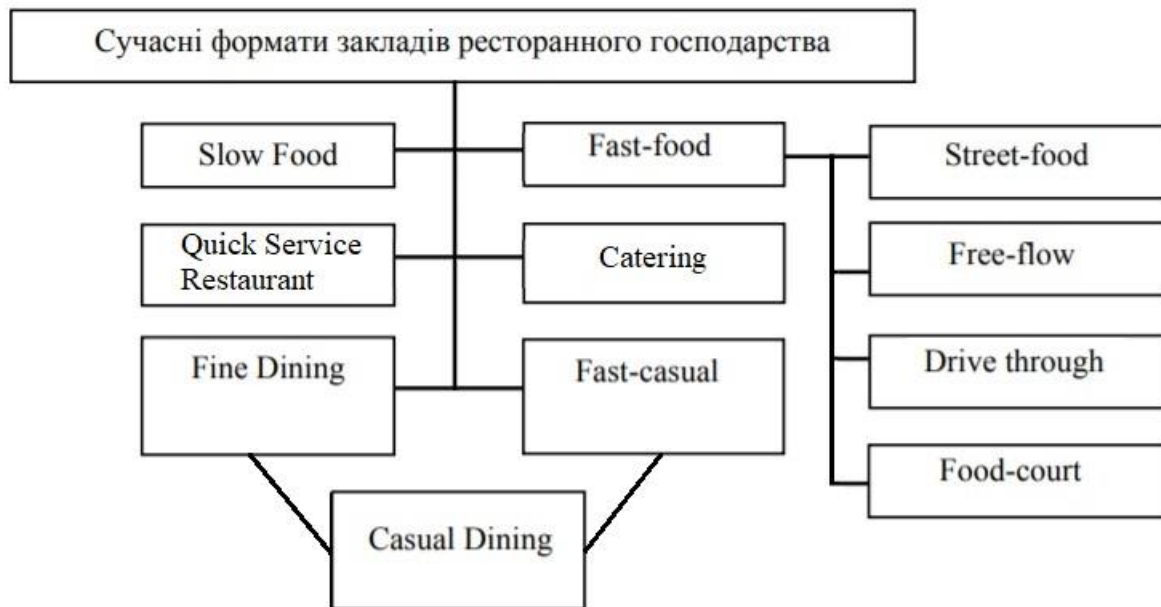 Сучасні формати закладів ресторанного господарства
Slow Food
Fast-food
Street-food
Quick Service
Restaurant
Catering
Free-flow
Fine Dining
Fast-casual
Drive through
Food-court
Casual Dining